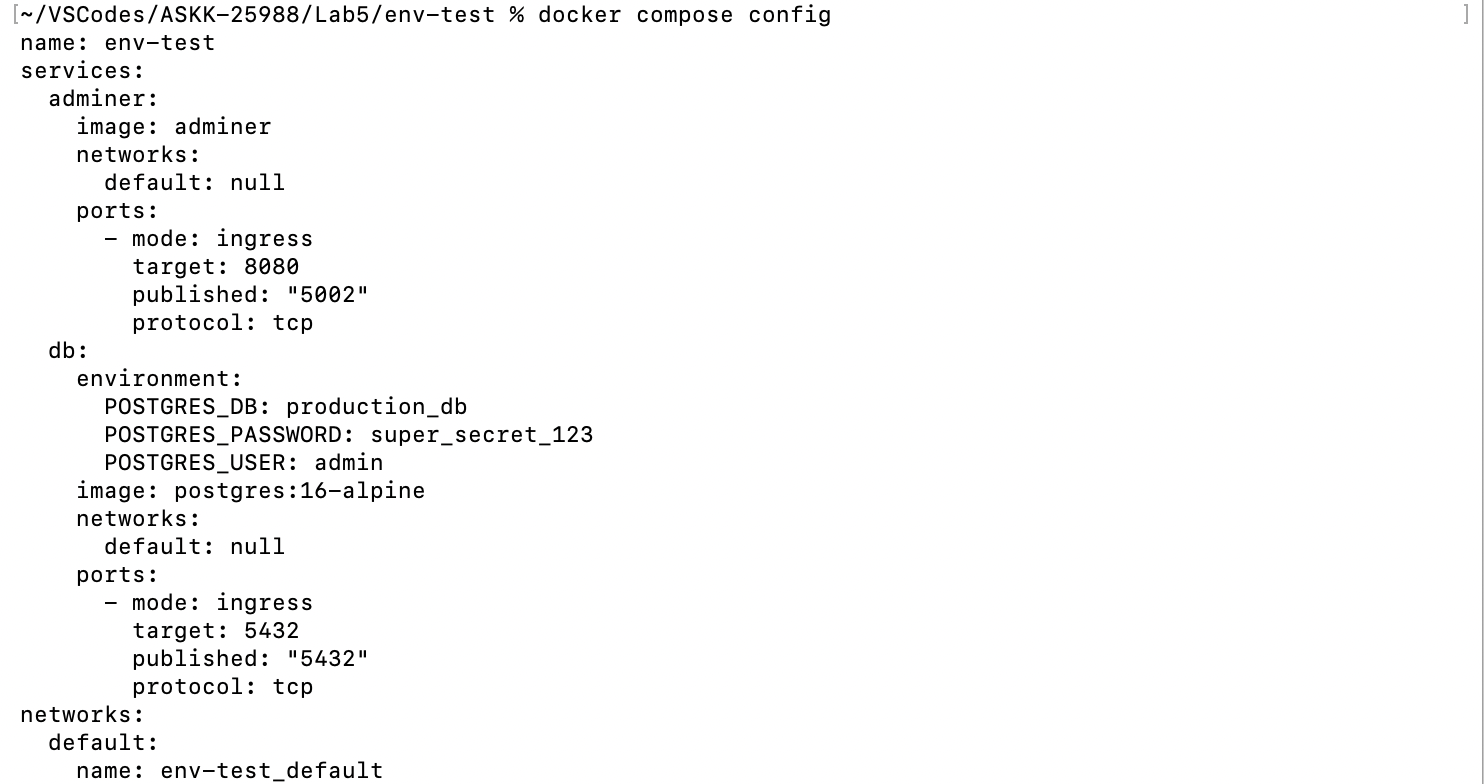 [~/VSCodes/ASKK-25988/Lab5/env-test % docker compose config ]
name: env-test
services:
  adminer:
    image: adminer
    networks:
      default: null
    ports:
      - mode: ingress
        target: 8080
        published: "5002"
        protocol: tcp
  db:
    environment:
      POSTGRES_DB: production_db
      POSTGRES_PASSWORD: super_secret_123
      POSTGRES_USER: admin
    image: postgres:16-alpine
    networks:
      default: null
    ports:
      - mode: ingress
        target: 5432
        published: "5432"
        protocol: tcp
networks:
  default:
    name: env-test_default